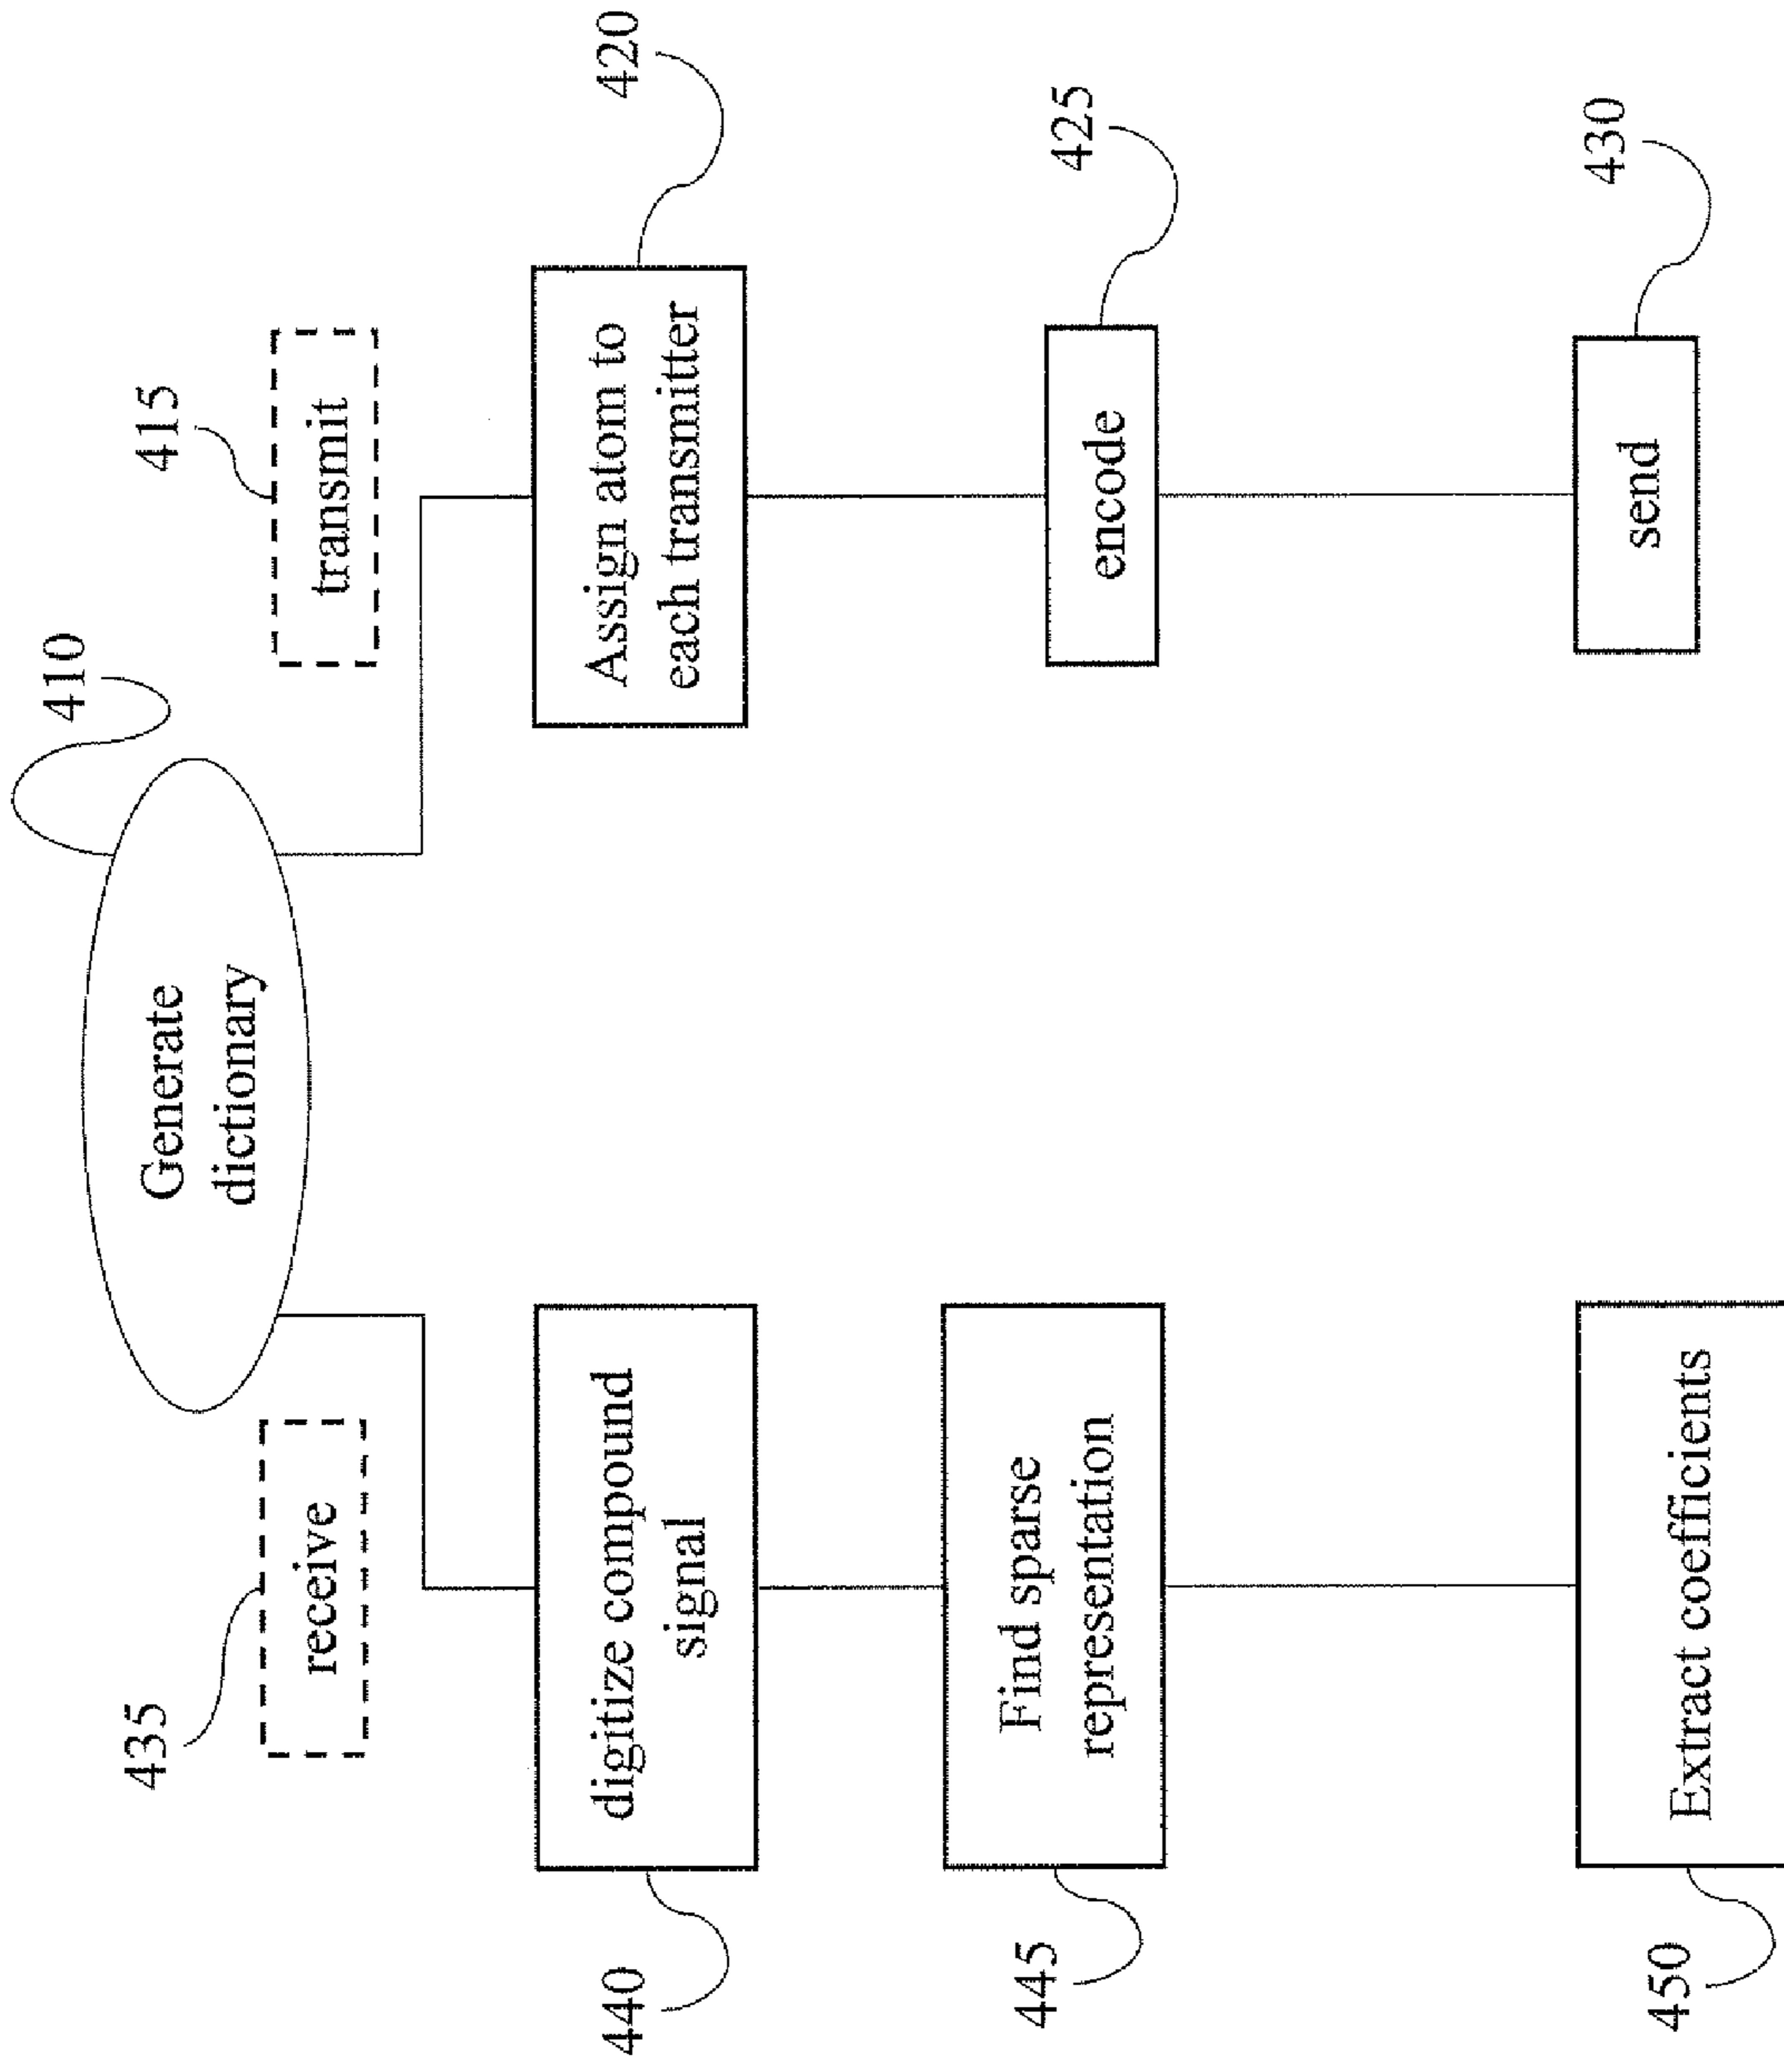 410
Generate
dictionary
435
receive
415
transmit
440
digitize compound
signal
445
Find sparse
representation
450
Extract coefficients
420
Assign atom to
each transmitter
425
encode
430
send